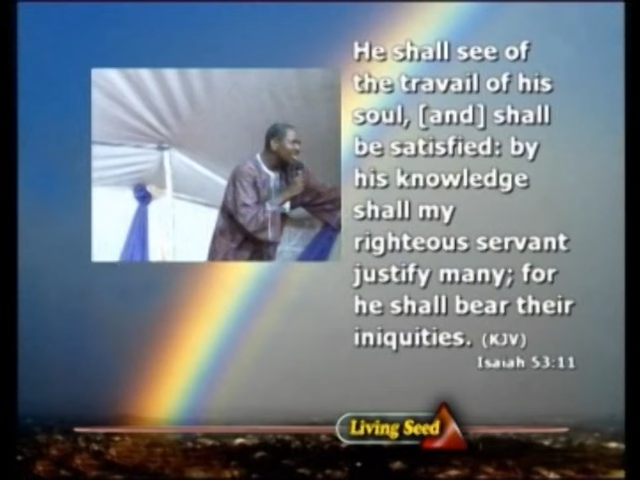 He shall see of
the travail of his
soul, [and] shall
be satisfied: by
his knowledge
shall my
righteous servant
justify many; for
he shall bear their
iniquities. (KJV)
Isaiah 53:11
Living Seed